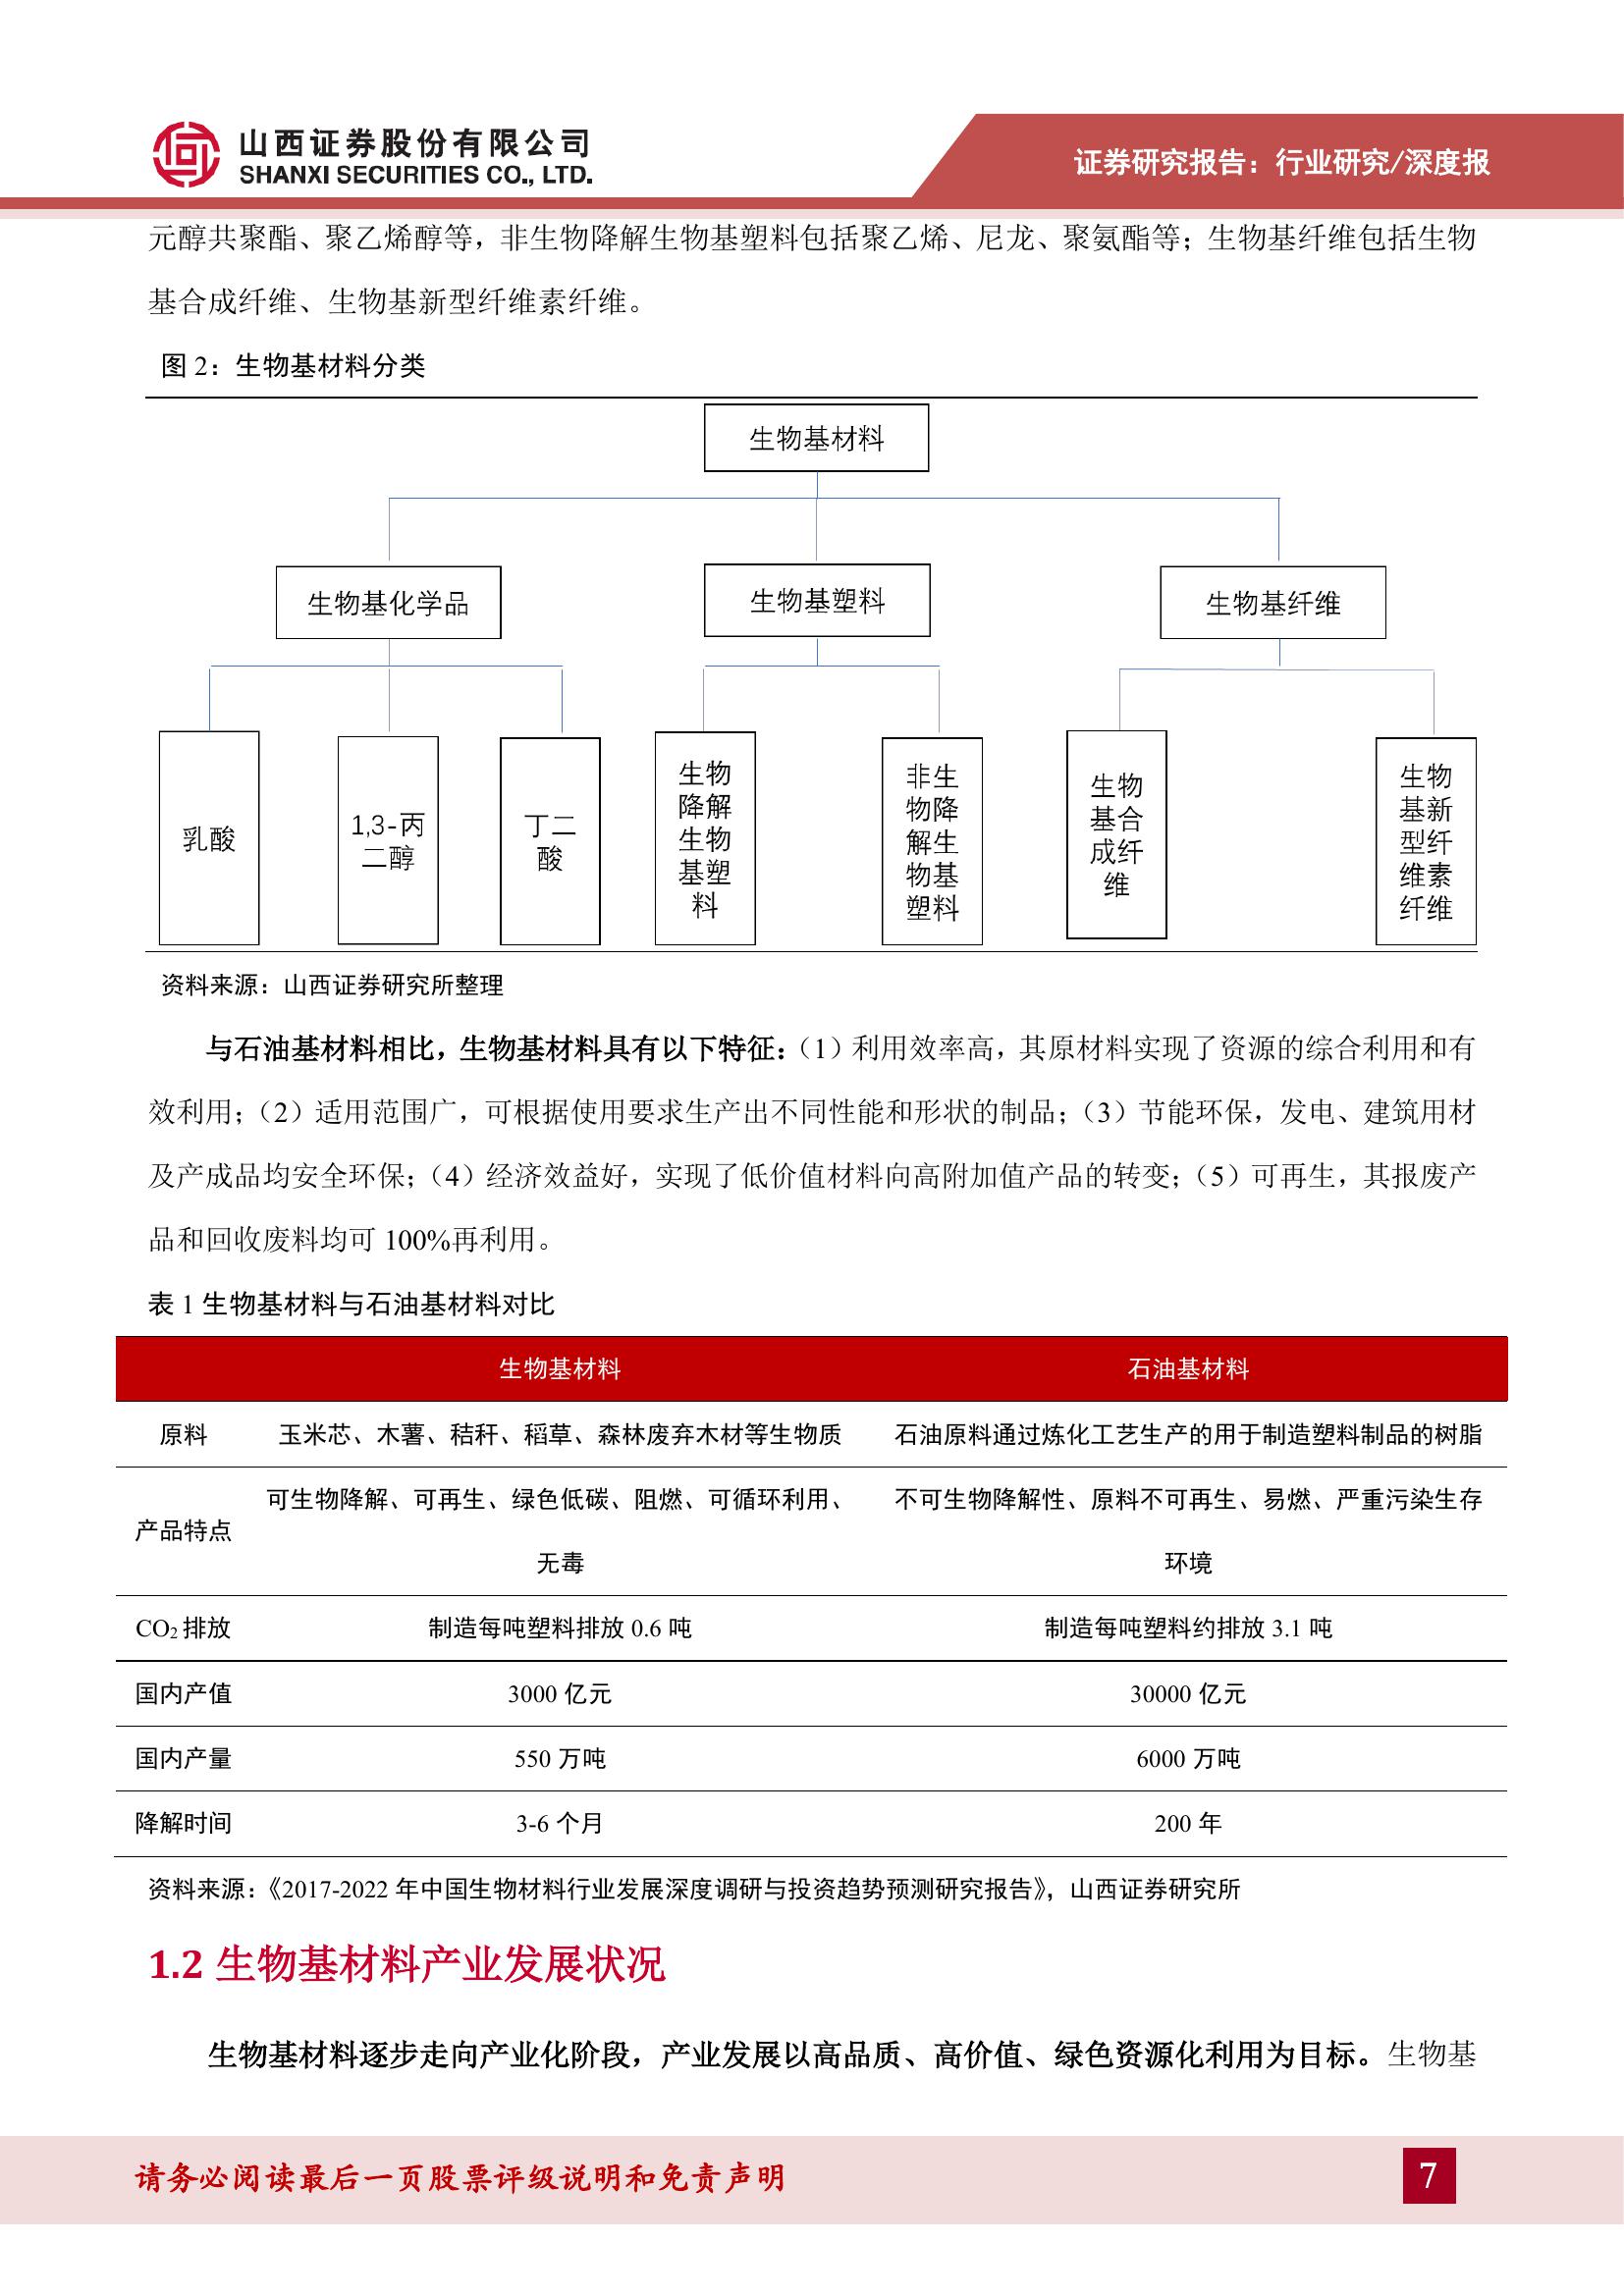 山西证券股份有限公司
SHANXI SECURITIES CO., LTD.
证券研究报告：行业研究/深度报
元醇共聚酯、聚乙烯醇等，非生物降解生物基塑料包括聚乙烯、尼龙、聚氨酯等；生物基纤维包括生物
基合成纤维、生物基新型纤维素纤维。
图 2：生物基材料分类
生物基材料
生物基化学品
生物基塑料
生物基纤维
乳酸
1,3-丙
二醇
丁二
酸
生物
降解
生物
基塑
料
非生
物降
解生
物基
塑料
生物
基合
成纤
维
生物
基新
型纤
维素
纤维
资料来源：山西证券研究所整理
与石油基材料相比，生物基材料具有以下特征：（1）利用效率高，其原材料实现了资源的综合利用和有
效利用；（2）适用范围广，可根据使用要求生产出不同性能和形状的制品；（3）节能环保，发电、建筑用材
及产成品均安全环保；（4）经济效益好，实现了低价值材料向高附加值产品的转变；（5）可再生，其报废产
品和回收废料均可 100%再利用。
表 1 生物基材料与石油基材料对比
生物基材料 石油基材料
原料 玉米芯、木薯、秸秆、稻草、森林废弃木材等生物质 石油原料通过炼化工艺生产的用于制造塑料制品的树脂
产品特点 可生物降解、可再生、绿色低碳、阻燃、可循环利用、 不可生物降解性、原料不可再生、易燃、严重污染生存
无毒 环境
CO₂ 排放 制造每吨塑料排放 0.6 吨 制造每吨塑料约排放 3.1 吨
国内产值 3000 亿元 30000 亿元
国内产量 550 万吨 6000 万吨
降解时间 3-6 个月 200 年
资料来源：《2017-2022 年中国生物材料行业发展深度调研与投资趋势预测研究报告》，山西证券研究所
1.2 生物基材料产业发展状况
生物基材料逐步走向产业化阶段，产业发展以高品质、高价值、绿色资源化利用为目标。生物基
请务必阅读最后一页股票评级说明和免责声明
7